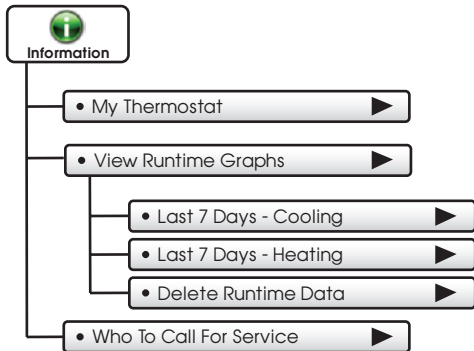 Information
• My Thermostat
• View Runtime Graphs
• Last 7 Days - Cooling
• Last 7 Days - Heating
• Delete Runtime Data
• Who To Call For Service